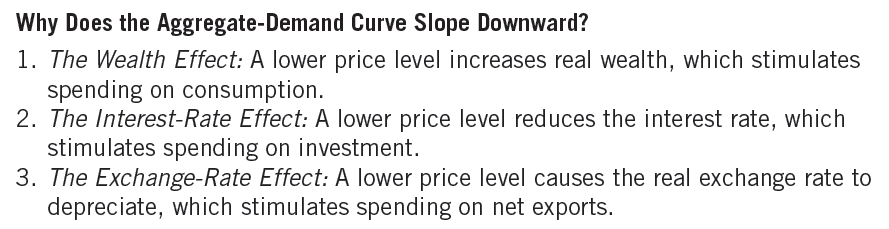 Why Does the Aggregate-Demand Curve Slope Downward?
1. The Wealth Effect: A lower price level increases real wealth, which stimulates
spending on consumption.
2. The Interest-Rate Effect: A lower price level reduces the interest rate, which
stimulates spending on investment.
3. The Exchange-Rate Effect: A lower price level causes the real exchange rate to
depreciate, which stimulates spending on net exports.